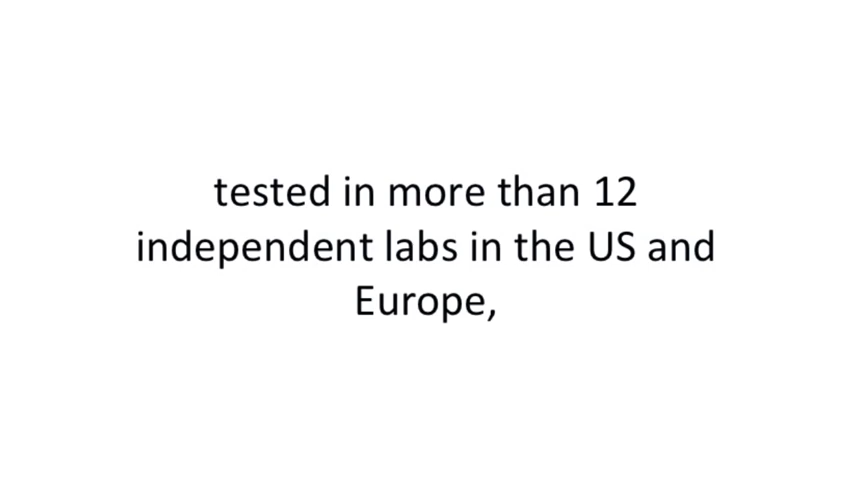 tested in more than 12
independent labs in the US and
Europe,